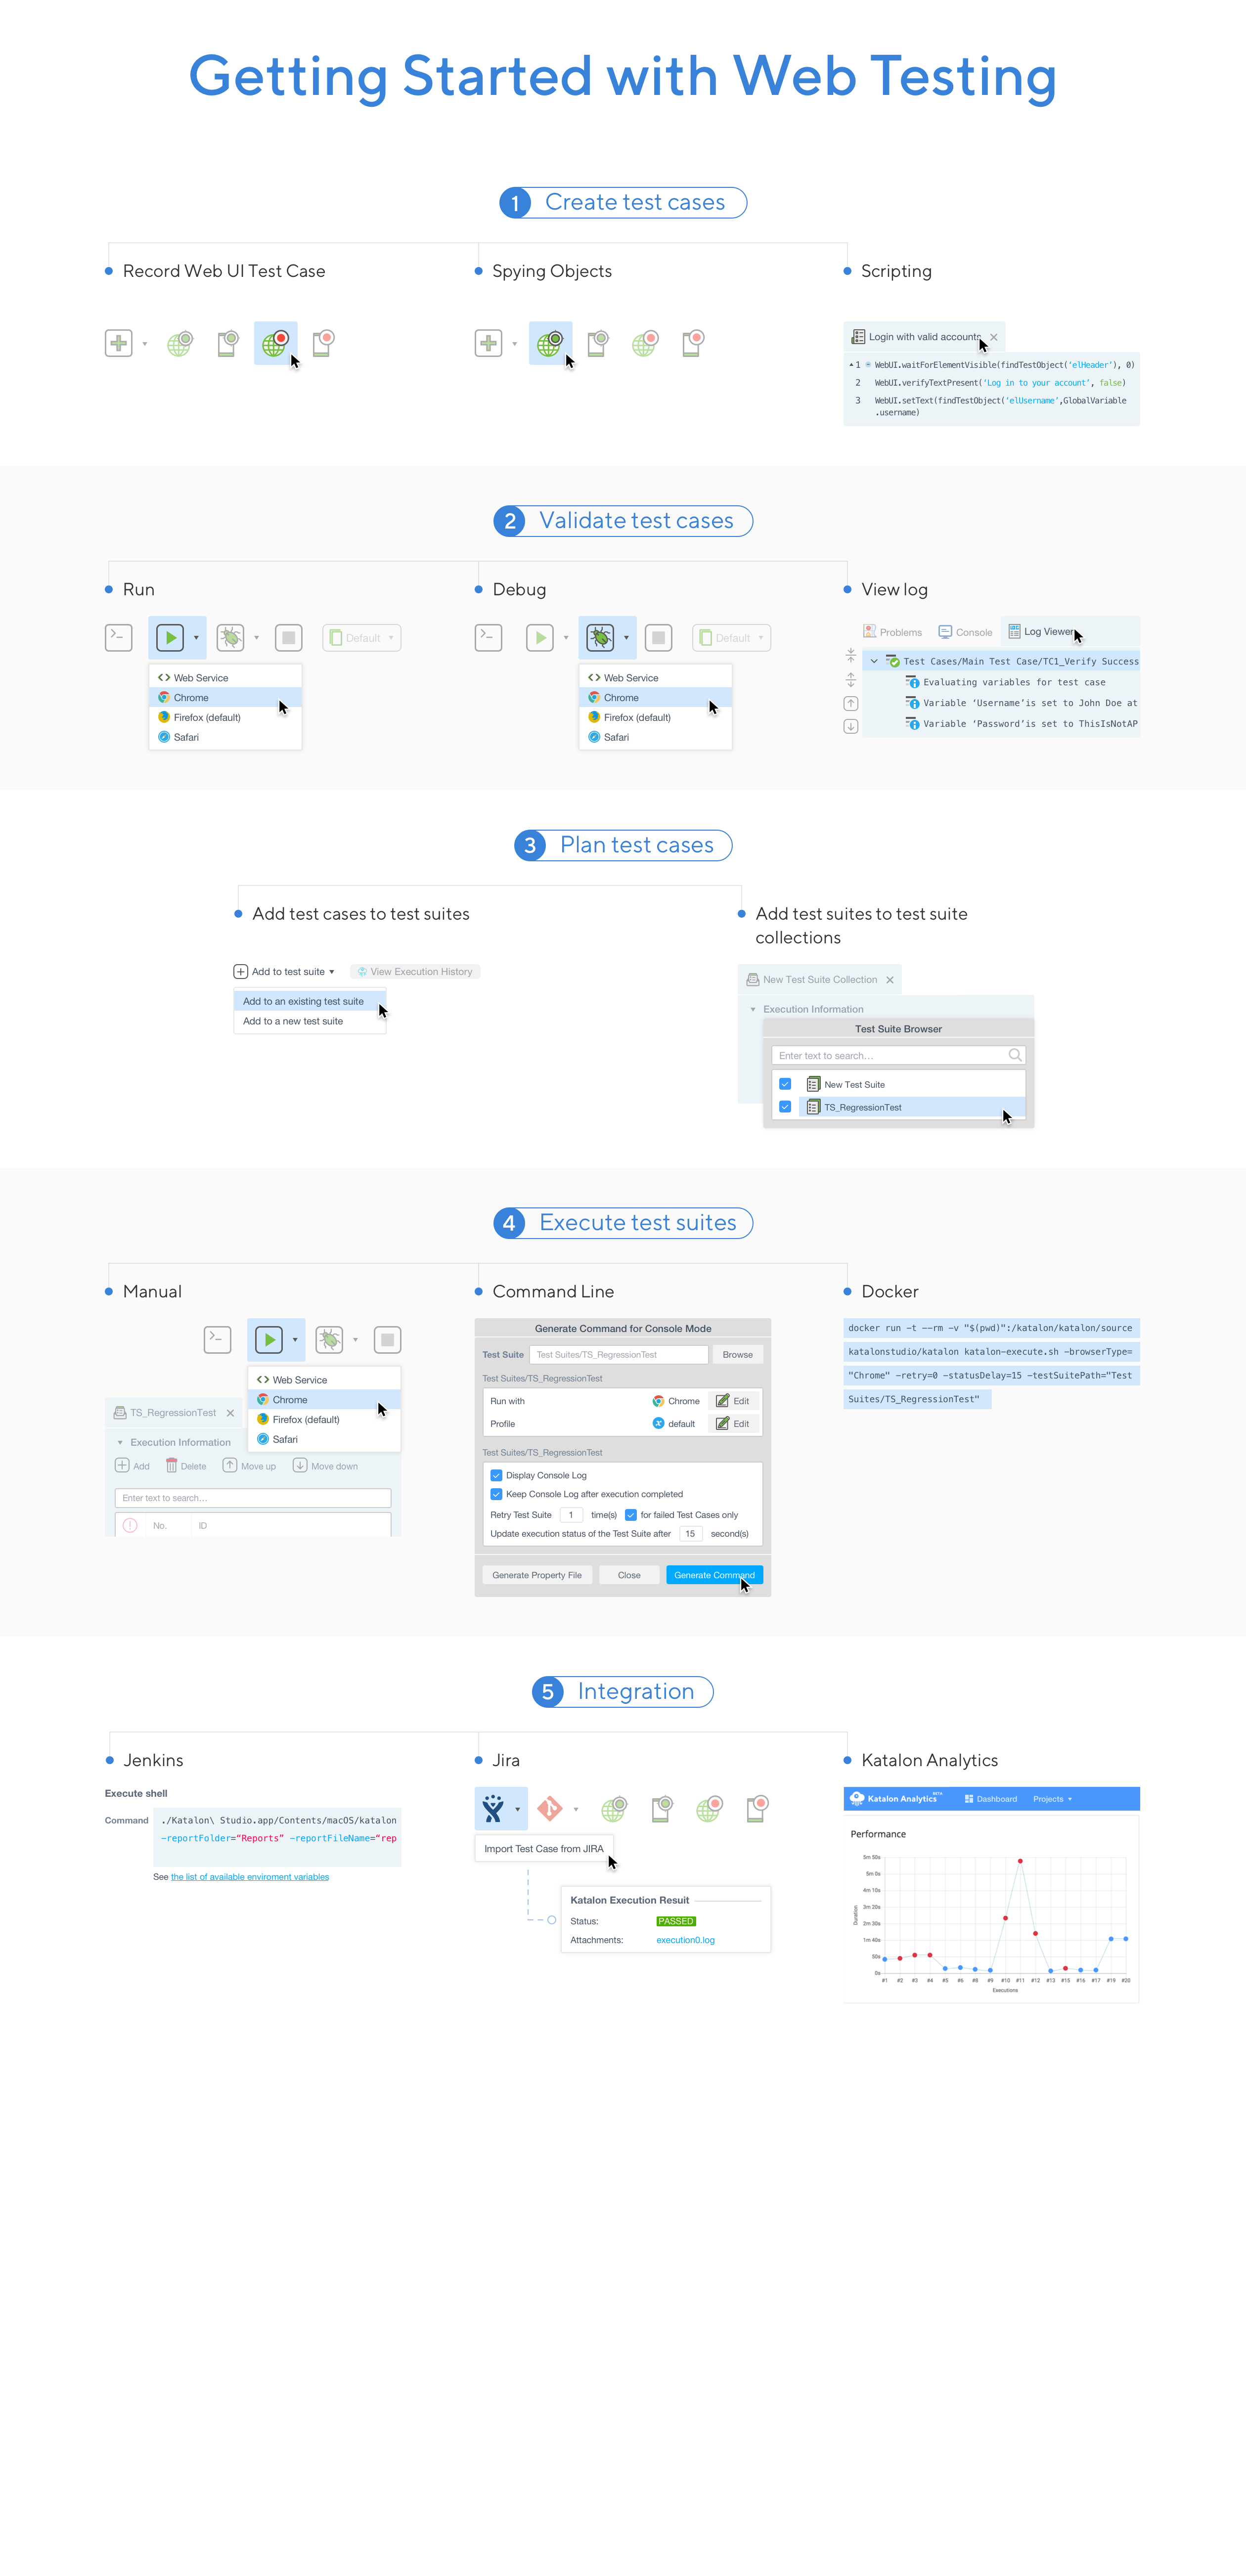 Getting Started with Web Testing
1 Create test cases
Record Web UI Test Case
Spying Objects
Scripting
Login with valid accounts
1 WebUI.waitForElementVisible(findTestObject(‘elHeader’), 0)
2 WebUI.verifyTextPresent(‘Log in to your account’, false)
3 WebUI.setText(findTestObject(‘elUsername’,GlobalVariable
.username)
2 Validate test cases
Run
Default
Web Service
Chrome
Firefox (default)
Safari
Debug
Default
Web Service
Chrome
Firefox (default)
Safari
View log
Problems Console Log Viewer
Test Cases/Main Test Case/TC1_Verify Success
Evaluating variables for test case
Variable ‘Username’is set to John Doe at
Variable ‘Password’is set to ThisIsNotAP
3 Plan test cases
Add test cases to test suites
Add to test suite View Execution History
Add to an existing test suite
Add to a new test suite
Add test suites to test suite
collections
New Test Suite Collection
Execution Information
Test Suite Browser
Enter text to search...
New Test Suite
TS_RegressionTest
4 Execute test suites
Manual
Web Service
Chrome
Firefox (default)
Safari
TS_RegressionTest
Execution Information
Add Delete Move up Move down
Enter text to search...
No. ID
Command Line
Generate Command for Console Mode
Test Suite Test Suites/TS_RegressionTest Browse
Test Suites/TS_RegressionTest
Run with Chrome Edit
Profile default Edit
Test Suites/TS_RegressionTest
Display Console Log
Keep Console Log after execution completed
Retry Test Suite 1 time(s) for failed Test Cases only
Update execution status of the Test Suite after 15 second(s)
Generate Property File Close Generate Command
Docker
docker run -t --rm -v "$(pwd)":/katalon/katalon/source
katalonstudio/katalon katalon-execute.sh -browserType=
"Chrome" -retry=0 -statusDelay=15 -testSuitePath="Test
Suites/TS_RegressionTest"
5 Integration
Jenkins
Execute shell
Command ./Katalon\ Studio.app/Contents/macOS/katalon
-reportFolder=“Reports” -reportFileName=“rep
See the list of available enviroment variables
Jira
Import Test Case from JIRA
Katalon Execution Resuit
Status: PASSED
Attachments: execution0.log
Katalon Analytics
Katalon Analytics BETA Dashboard Projects
Performance
Duration
5m 50s
5m 0s
4m 10s
3m 20s
2m 30s
1m 40s
50s
0s
#1 #2 #3 #4 #5 #6 #8 #9 #10 #11 #12 #13 #15 #16 #17 #19 #20
Executions